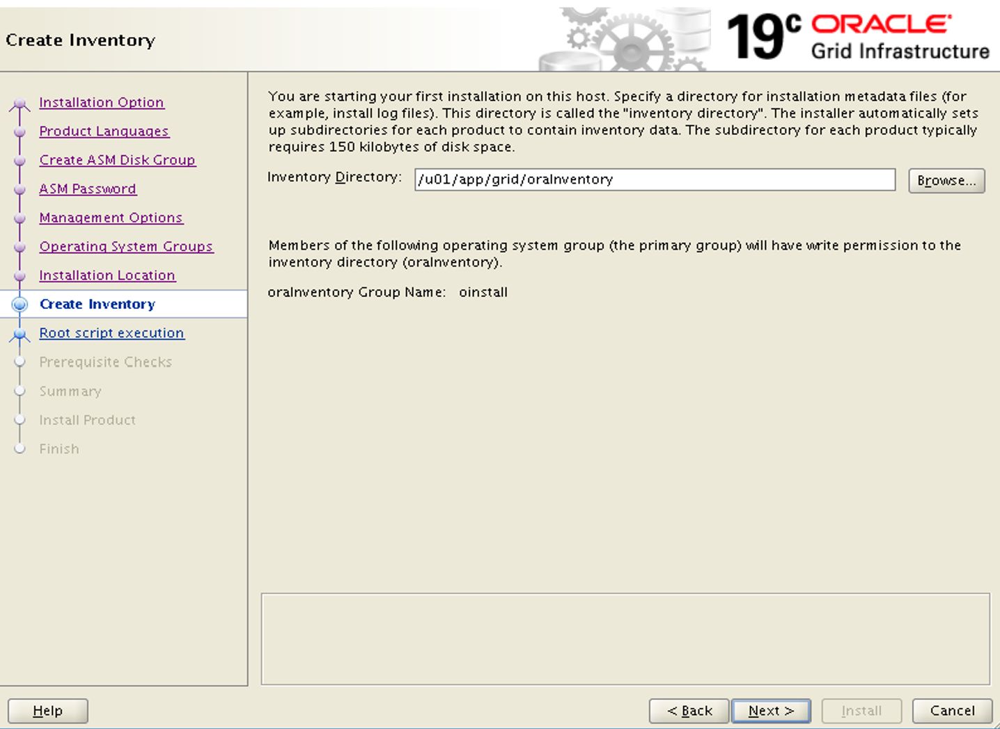 Create Inventory
19c ORACLE
Grid Infrastructure
Installation Option
Product Languages
Create ASM Disk Group
ASM Password
Management Options
Operating System Groups
Installation Location
Create Inventory
Root script execution
Prerequisite Checks
Summary
Install Product
Finish
You are starting your first installation on this host. Specify a directory for installation metadata files (for
example, install log files). This directory is called the "inventory directory". The installer automatically sets
up subdirectories for each product to contain inventory data. The subdirectory for each product typically
requires 150 kilobytes of disk space.
Inventory Directory: /u01/app/grid/oraInventory Browse...
Members of the following operating system group (the primary group) will have write permission to the
inventory directory (oraInventory).
oraInventory Group Name: oinstall
Help < Back Next > Install Cancel